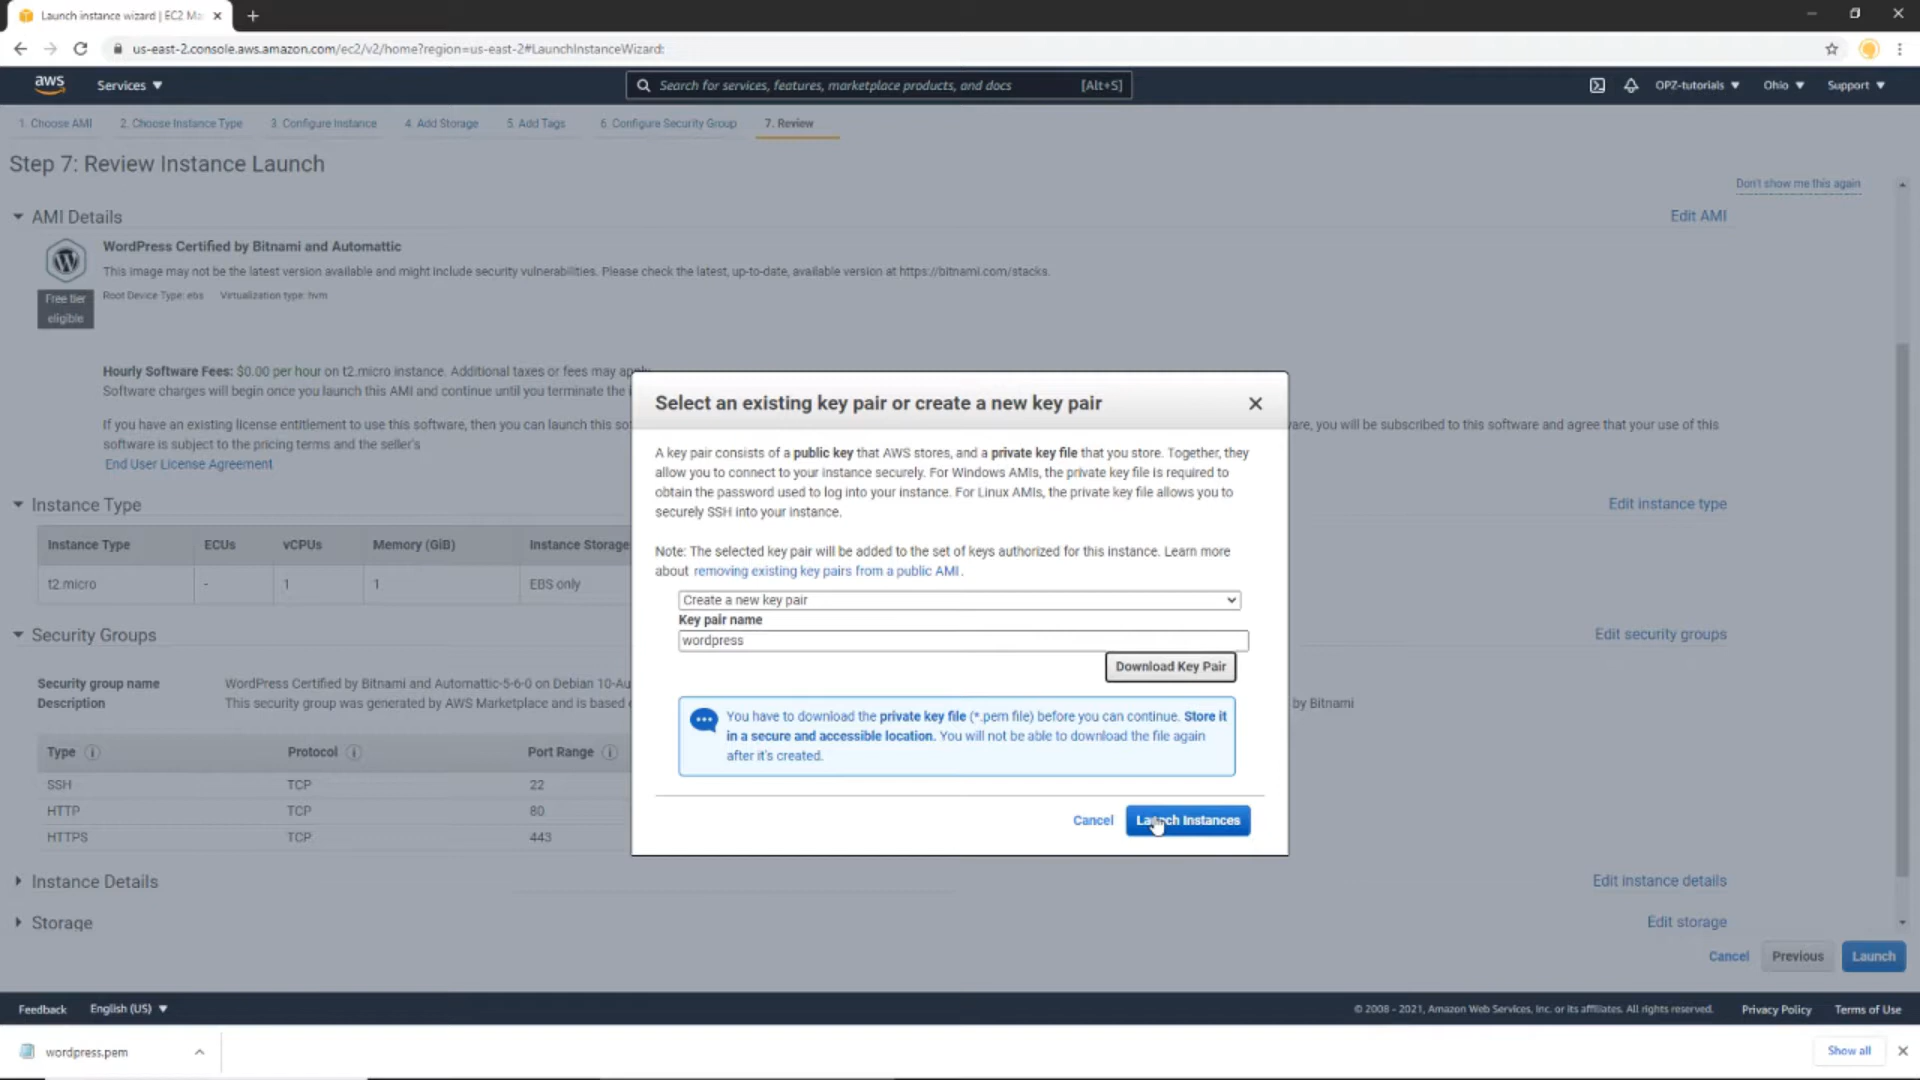 Launch instance wizard | EC2 Ma
us-east-2.console.aws.amazon.com/ec2/v2/home?region=us-east-2#LaunchInstanceWizard:
aws
Services
Search for services, features, marketplace products, and docs
[Alt+S]
OPZ-tutorials
Ohio
Support
1. Choose AMI
2. Choose Instance Type
3. Configure Instance
4. Add Storage
5. Add Tags
6. Configure Security Group
7. Review
Step 7: Review Instance Launch
Don't show me this again
AMI Details
Edit AMI
WordPress Certified by Bitnami and Automattic
This image may not be the latest version available and might include security vulnerabilities. Please check the latest, up-to-date, available version at https://bitnami.com/stacks.
Free tier
eligible
Root Device Type: ebs Virtualization type: hvm
Hourly Software Fees: $0.00 per hour on t2.micro instance. Additional taxes or fees may apply.
Software charges will begin once you launch this AMI and continue until you terminate the i
If you have an existing license entitlement to use this software, then you can launch this sof
are, you will be subscribed to this software and agree that your use of this
software is subject to the pricing terms and the seller's
End User License Agreement
Instance Type
Edit instance type
Instance Type
ECUs
vCPUs
Memory (GiB)
Instance Storage
t2.micro
-
1
1
EBS only
Security Groups
Edit security groups
Security group name
WordPress Certified by Bitnami and Automattic-5-6-0 on Debian 10-Au
Description
This security group was generated by AWS Marketplace and is based
by Bitnami
Type
Protocol
Port Range
SSH
TCP
22
HTTP
TCP
80
HTTPS
TCP
443
Instance Details
Edit instance details
Storage
Edit storage
Cancel
Previous
Launch
Select an existing key pair or create a new key pair
A key pair consists of a public key that AWS stores, and a private key file that you store. Together, they
allow you to connect to your instance securely. For Windows AMIs, the private key file is required to
obtain the password used to log into your instance. For Linux AMIs, the private key file allows you to
securely SSH into your instance.
Note: The selected key pair will be added to the set of keys authorized for this instance. Learn more
about removing existing key pairs from a public AMI.
Create a new key pair
Key pair name
wordpress
Download Key Pair
You have to download the private key file (*.pem file) before you can continue. Store it
in a secure and accessible location. You will not be able to download the file again
after it's created.
Cancel
Launch Instances
Feedback
English (US)
© 2008 - 2021, Amazon Web Services, Inc. or its affiliates. All rights reserved.
Privacy Policy
Terms of Use
wordpress.pem
Show all